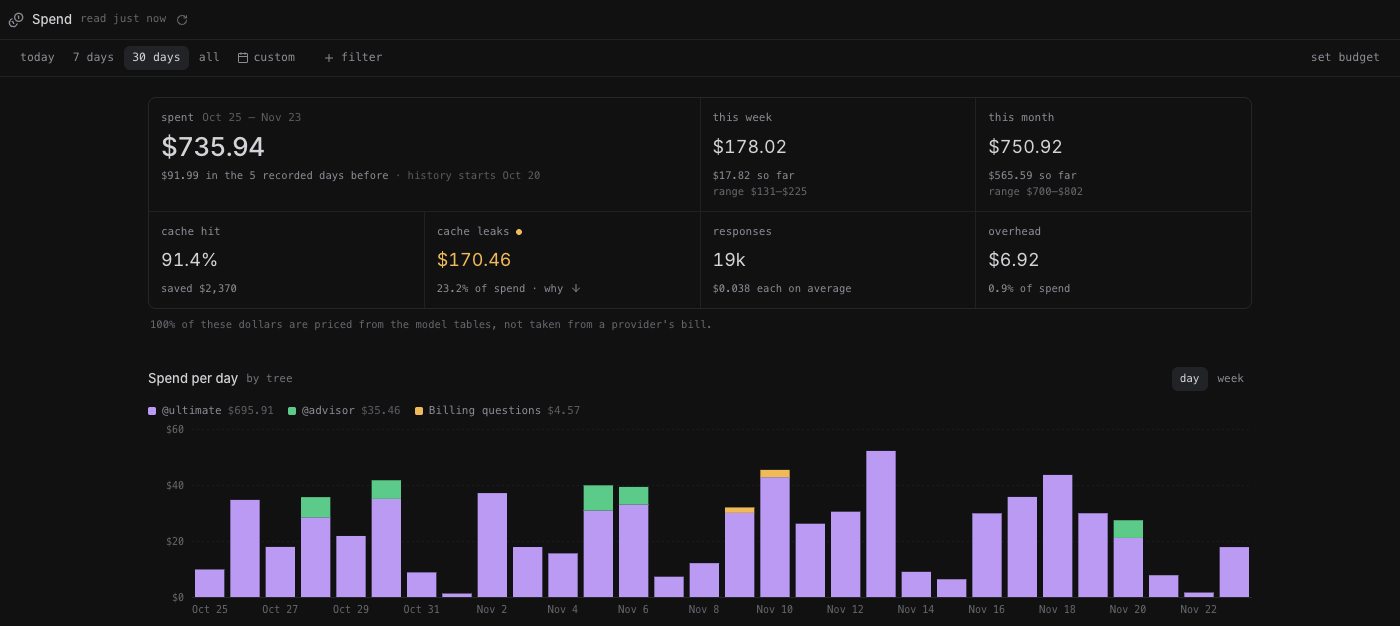 Spend read just now
today 7 days 30 days all custom + filter set budget
spent Oct 25 — Nov 23
$735.94
$91.99 in the 5 recorded days before · history starts Oct 20
this week
$178.02
$17.82 so far
range $131—$225
this month
$750.92
$565.59 so far
range $700—$802
cache hit
91.4%
saved $2,370
cache leaks
$170.46
23.2% of spend · why ↓
responses
19k
$0.038 each on average
overhead
$6.92
0.9% of spend
100% of these dollars are priced from the model tables, not taken from a provider's bill.
Spend per day by tree
day week
@ultimate $695.91 @advisor $35.46 Billing questions $4.57
$60
$40
$20
$0
Oct 25 Oct 27 Oct 29 Oct 31 Nov 2 Nov 4 Nov 6 Nov 8 Nov 10 Nov 12 Nov 14 Nov 16 Nov 18 Nov 20 Nov 22